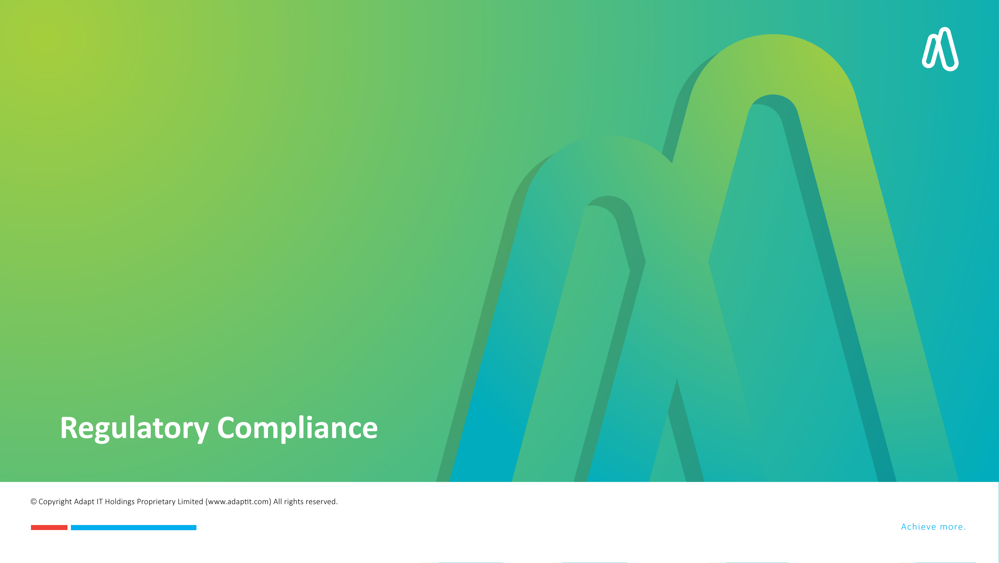 Regulatory Compliance
© Copyright Adapt IT Holdings Proprietary Limited (www.adaptit.com) All rights reserved.
Achieve more.